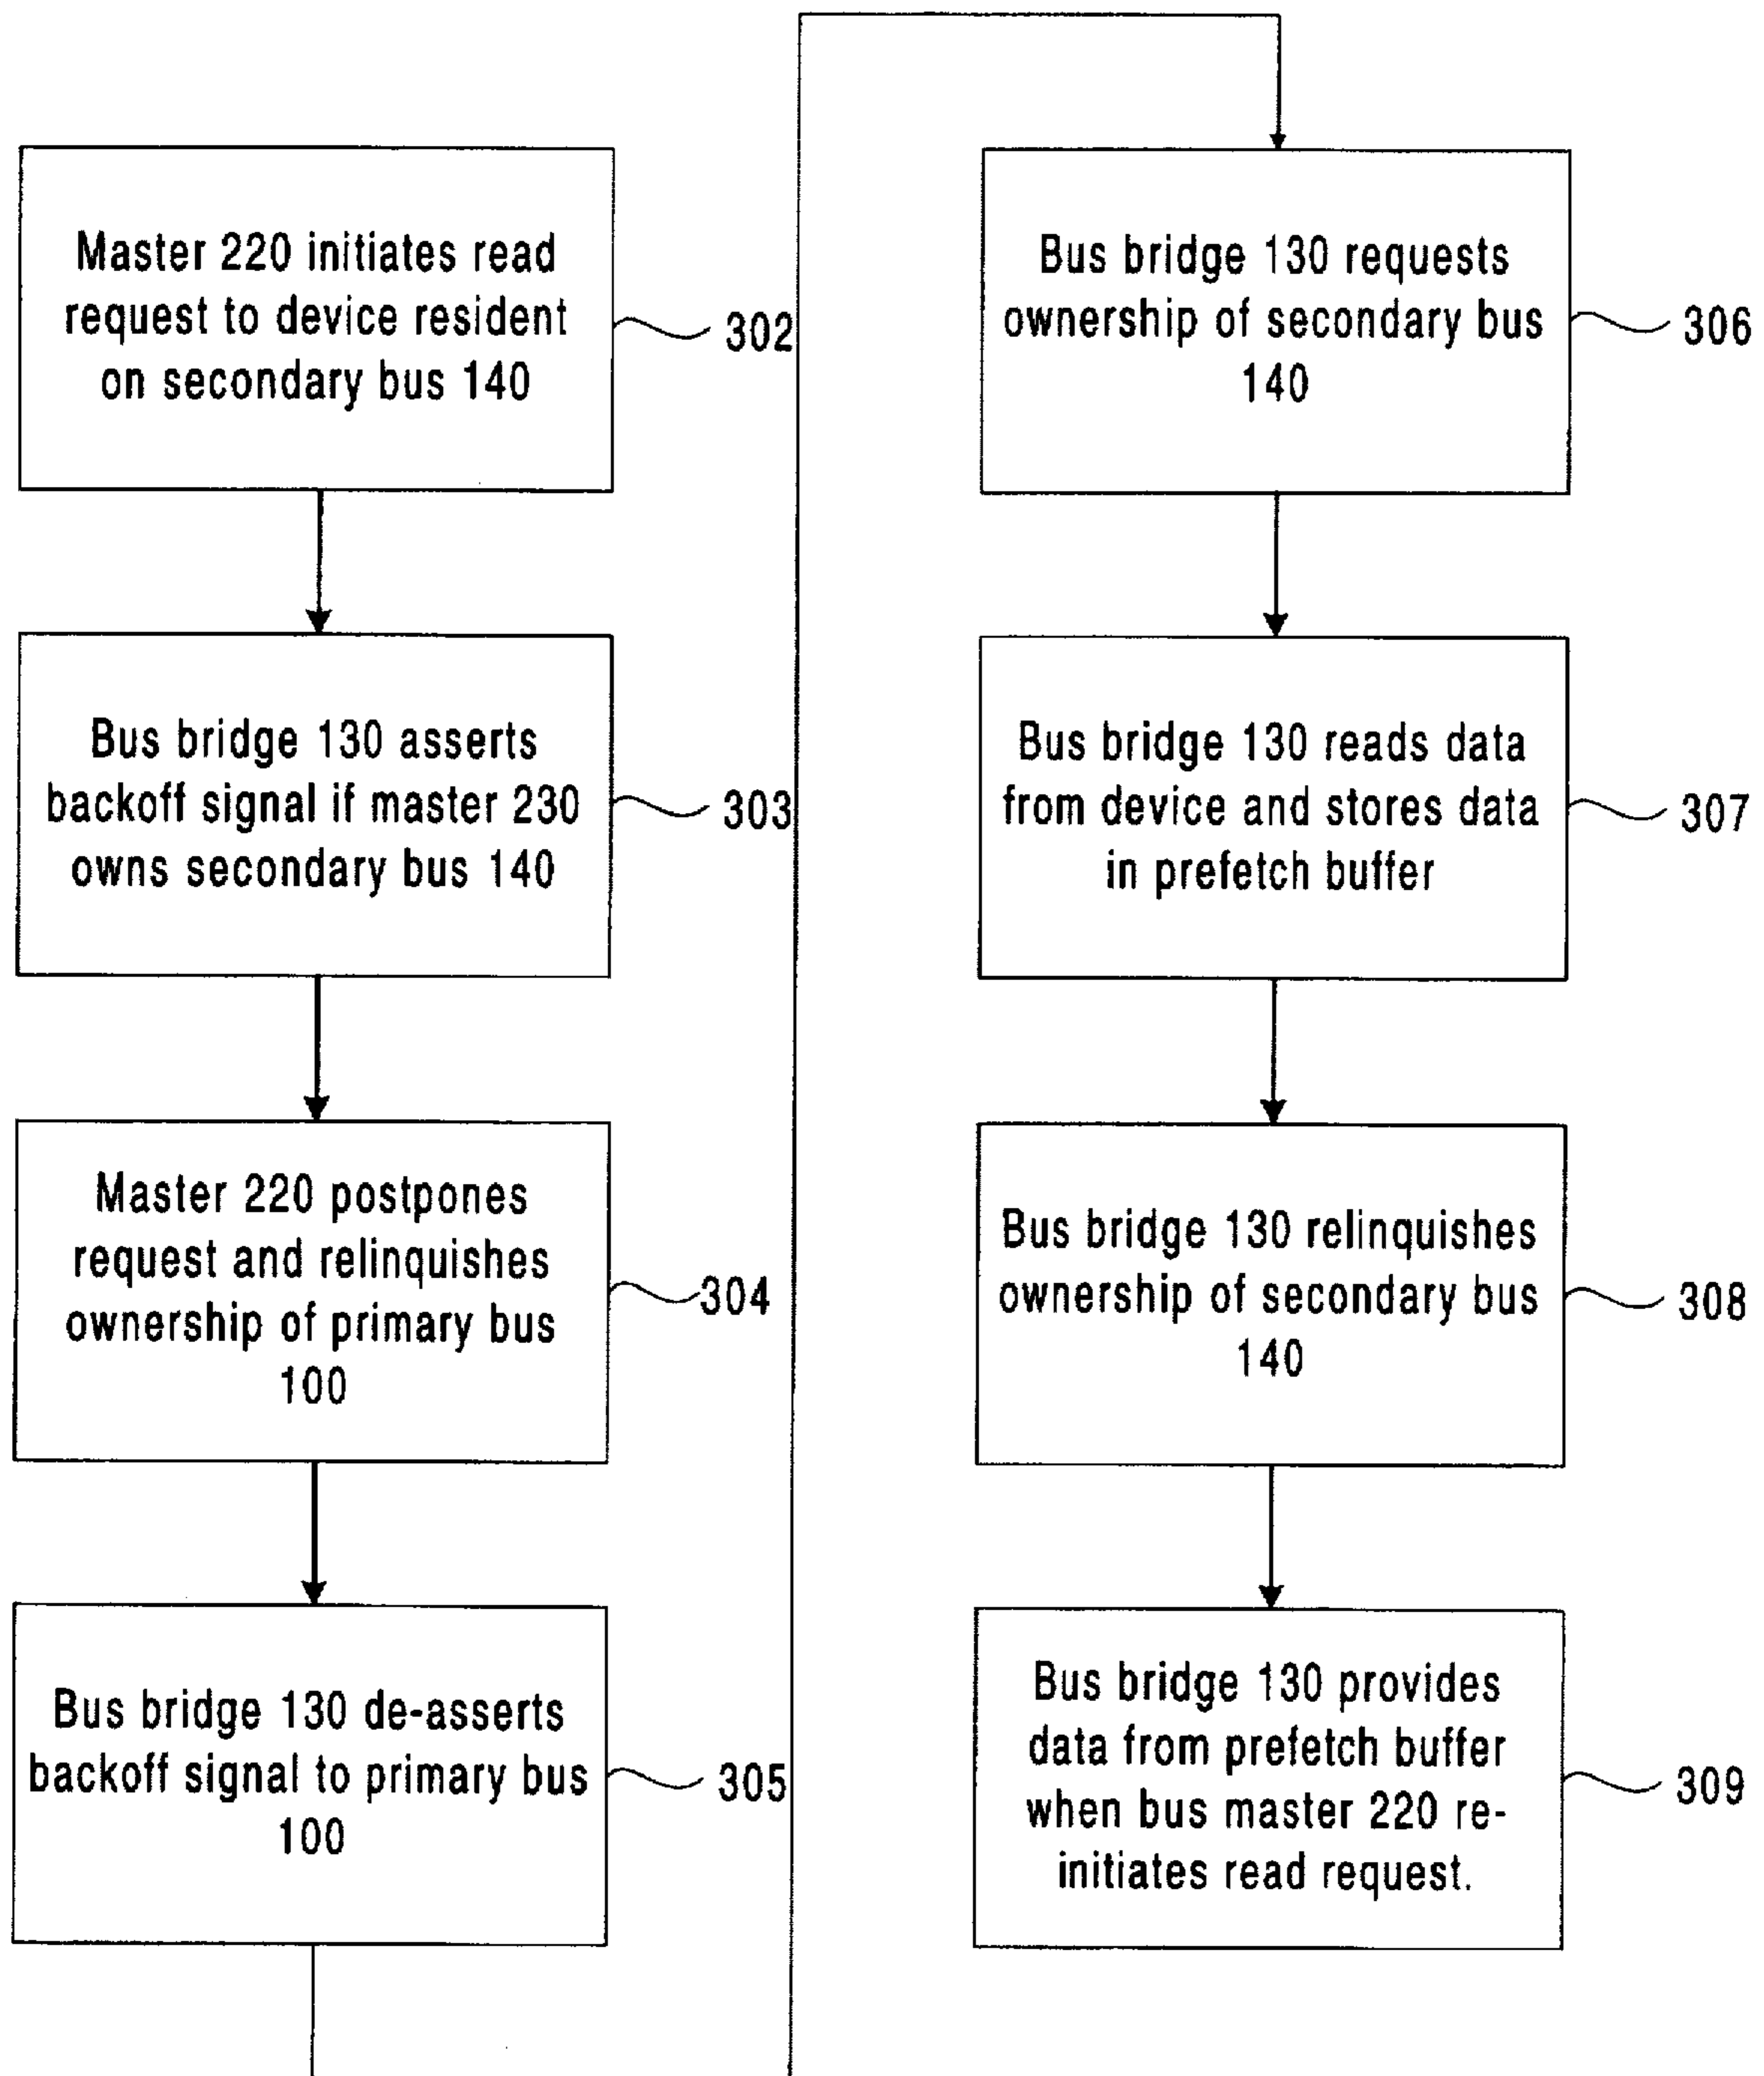 Master 220 initiates read
request to device resident
on secondary bus 140
302
Bus bridge 130 asserts
backoff signal if master 230
owns secondary bus 140
303
Master 220 postpones
request and relinquishes
ownership of primary bus
100
304
Bus bridge 130 de-asserts
backoff signal to primary bus
100
305
Bus bridge 130 requests
ownership of secondary bus
140
306
Bus bridge 130 reads data
from device and stores data
in prefetch buffer
307
Bus bridge 130 relinquishes
ownership of secondary bus
140
308
Bus bridge 130 provides
data from prefetch buffer
when bus master 220 re-
initiates read request.
309